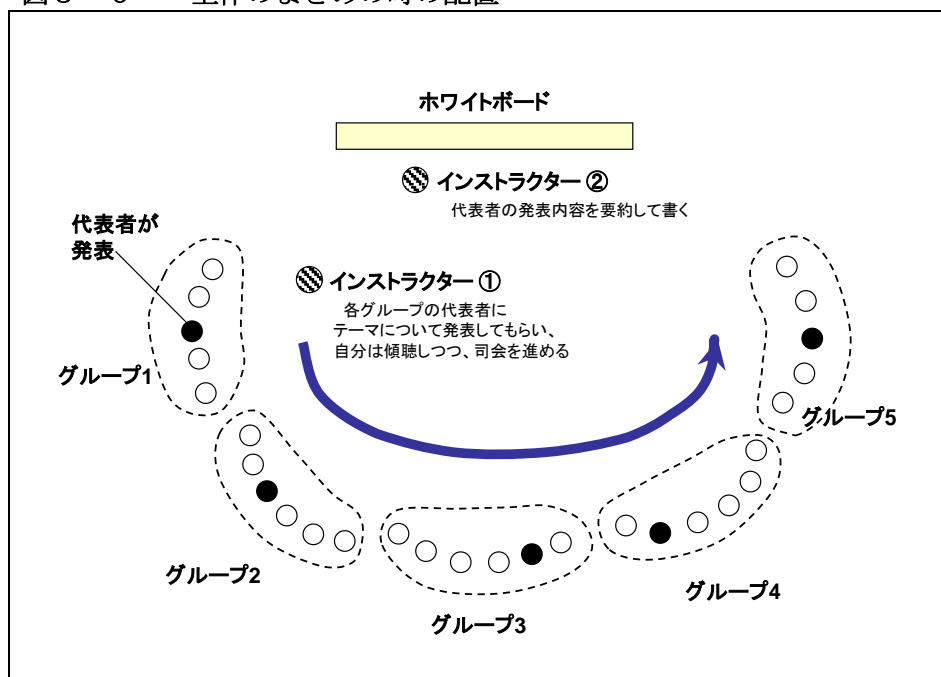 ホワイトボード
インストラクター ②
代表者の発表内容を要約して書く
代表者が
発表
インストラクター ①
各グループの代表者に
テーマについて発表してもらい、
自分は傾聴しつつ、司会を進める
グループ1
グループ5
グループ2
グループ4
グループ3